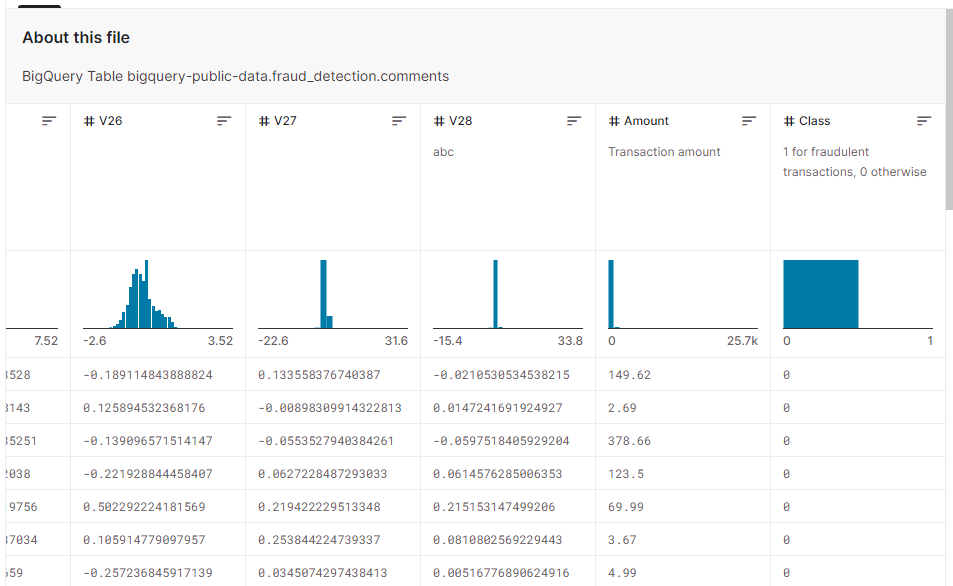 About this file
BigQuery Table bigquery-public-data.fraud_detection.comments
# V26 # V27 # V28 # Amount # Class
abc Transaction amount 1 for fraudulent
transactions, 0 otherwise
7.52 -2.6 3.52 -22.6 31.6 -15.4 33.8 0 25.7k 0 1
3528 -0.189114843888824 0.133558376740387 -0.0210530534538215 149.62 0
3143 0.125894532368176 -0.00898309914322813 0.0147241691924927 2.69 0
35251 -0.139096571514147 -0.0553527940384261 -0.0597518405929204 378.66 0
2038 -0.221928844458407 0.0627228487293033 0.0614576285006353 123.5 0
9756 0.502292224181569 0.219422229513348 0.215153147499206 69.99 0
37034 0.105914779097957 0.253844224739337 0.0810802569229443 3.67 0
659 -0.257236845917139 0.0345074297438413 0.00516776890624916 4.99 0